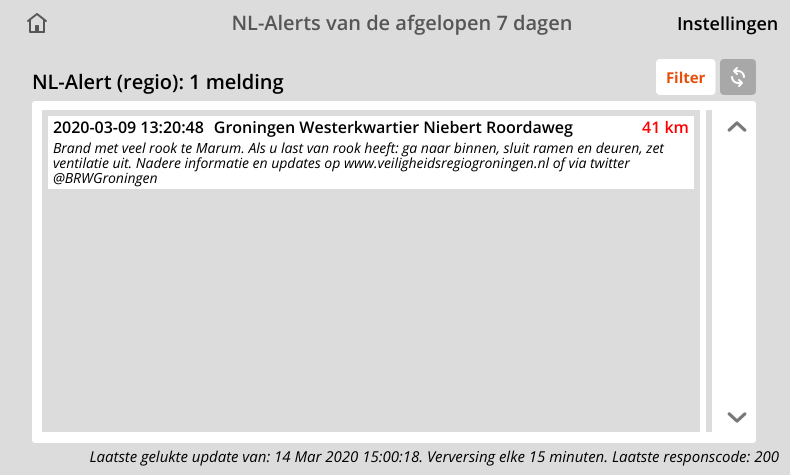 NL-Alerts van de afgelopen 7 dagen
Instellingen
NL-Alert (regio): 1 melding
Filter
2020-03-09 13:20:48 Groningen Westerkwartier Niebert Roordaweg 41 km
Brand met veel rook te Marum. Als u last van rook heeft: ga naar binnen, sluit ramen en deuren, zet
ventilatie uit. Nadere informatie en updates op www.veiligheidsregiogroningen.nl of via twitter
@BRWGroningen
Laatste gelukte update van: 14 Mar 2020 15:00:18. Verversing elke 15 minuten. Laatste responscode: 200